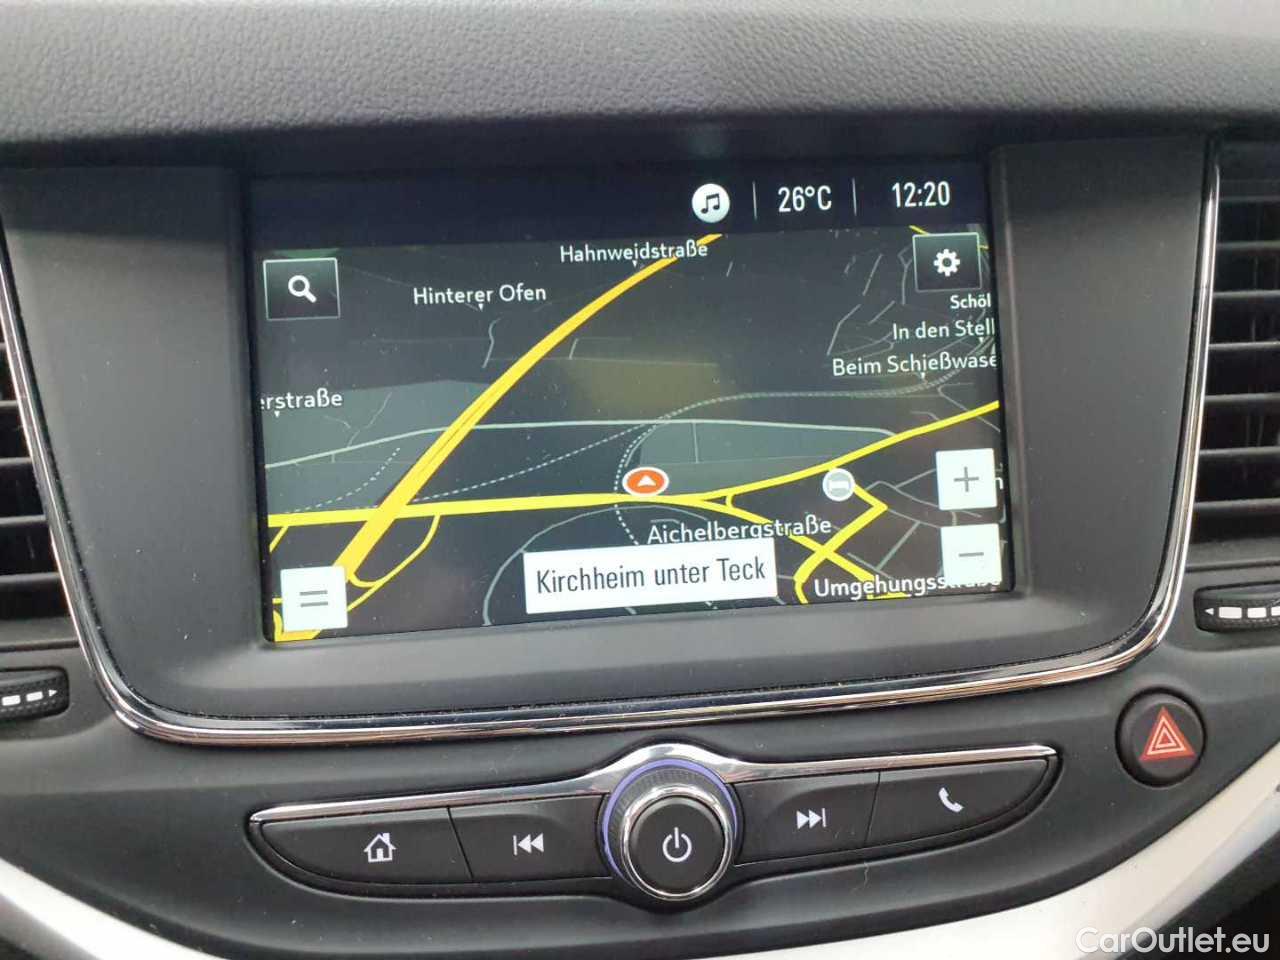 26°C
12:20
Hahnweidstraße
Hinterer Ofen
Schöl
In den Stell
Beim Schießwase
erstraße
Aichelbergstraße
Kirchheim unter Teck
Umgehungsstraße
CarOutlet.eu